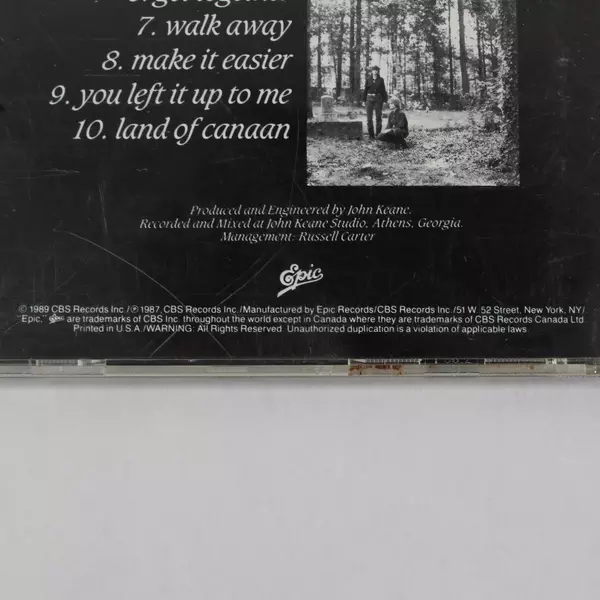 get together
7. walk away
8. make it easier
9. you left it up to me
10. land of canaan
Produced and Engineered by John Keane.
Recorded and Mixed at John Keane Studio, Athens, Georgia.
Management: Russell Carter
Epic
© 1989 CBS Records Inc./℗ 1987, CBS Records Inc./Manufactured by Epic Records/CBS Records Inc./51 W. 52 Street, New York, NY/
"Epic," Epic are trademarks of CBS Inc. throughout the world except in Canada where they are trademarks of CBS Records Canada Ltd.
Printed in U.S.A./WARNING: All Rights Reserved. Unauthorized duplication is a violation of applicable laws.